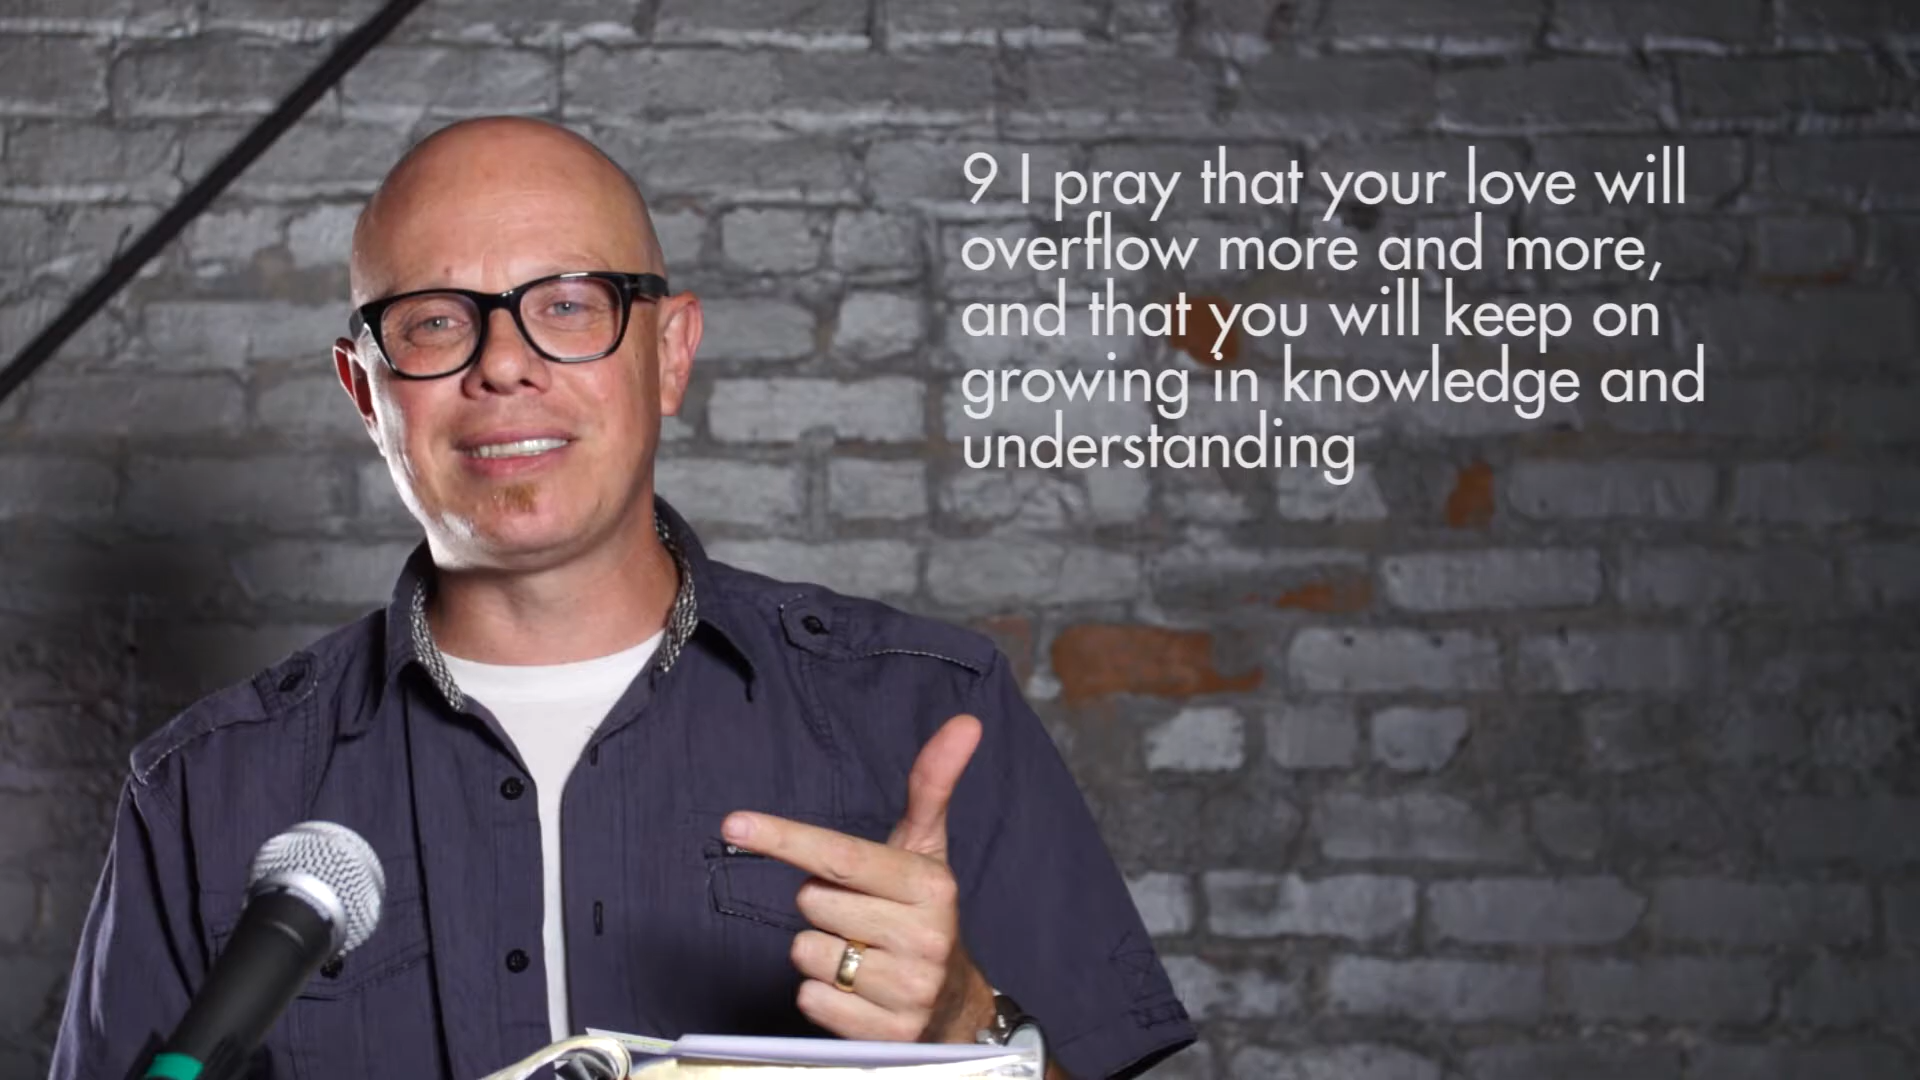 9 I pray that your love will
overflow more and more,
and that you will keep on
growing in knowledge and
understanding